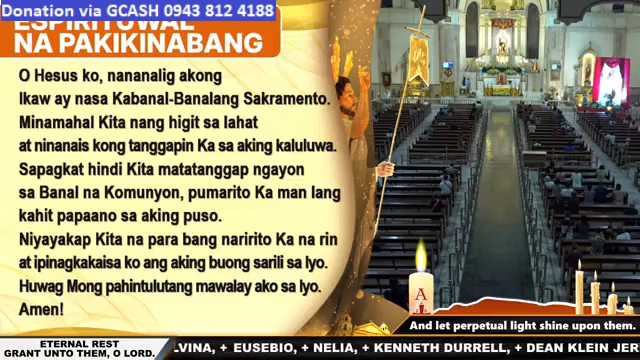 Donation via GCASH 0943 812 4188
ESPIRITUWAL
NA PAKIKINABANG
O Hesus ko, nananalig akong
Ikaw ay nasa Kabanal-Banalang Sakramento.
Minamahal Kita nang higit sa lahat
at ninanais kong tanggapin Ka sa aking kaluluwa.
Sapagkat hindi Kita matatanggap ngayon
sa Banal na Komunyon, pumarito Ka man lang
kahit papaano sa aking puso.
Niyayakap Kita na para bang naririto Ka na rin
at ipinagkakaisa ko ang aking buong sarili sa Iyo.
Huwag Mong pahintulutang mawalay ako sa Iyo.
Amen!
And let perpetual light shine upon them.
ETERNAL REST
GRANT UNTO THEM, O LORD.
LVINA, + EUSEBIO, + NELIA, + KENNETH DURRELL, + DEAN KLEIN JER